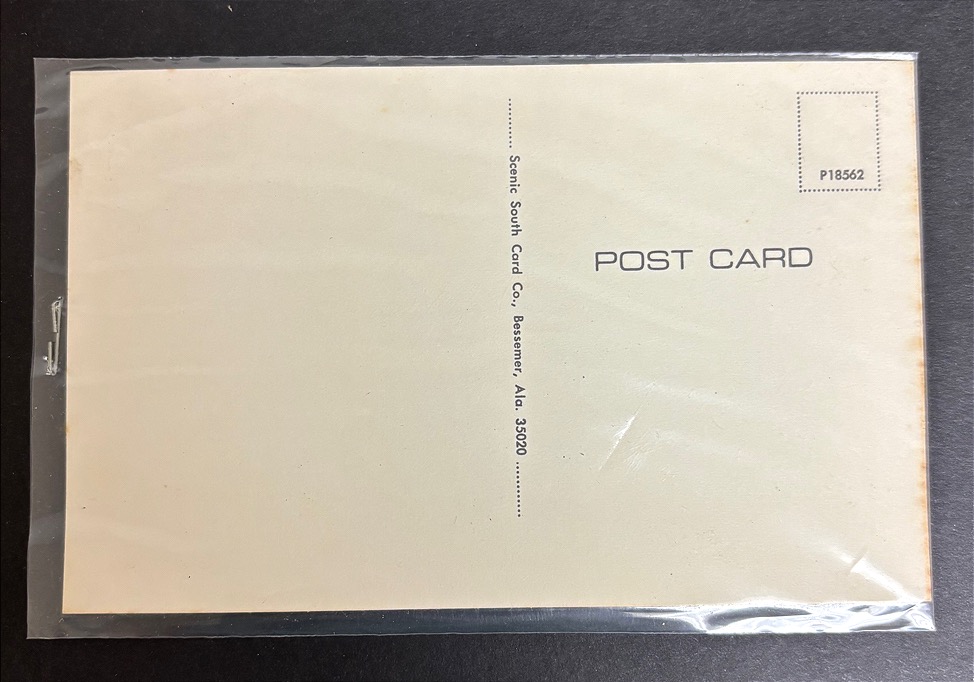 Scenic South Card Co., Bessemer, Ala. 35020
P18562
POST CARD